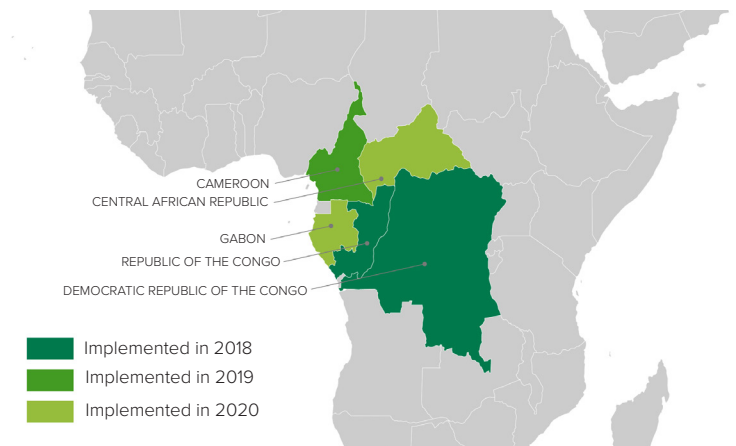 CAMEROON
CENTRAL AFRICAN REPUBLIC
GABON
REPUBLIC OF THE CONGO
DEMOCRATIC REPUBLIC OF THE CONGO
Implemented in 2018
Implemented in 2019
Implemented in 2020